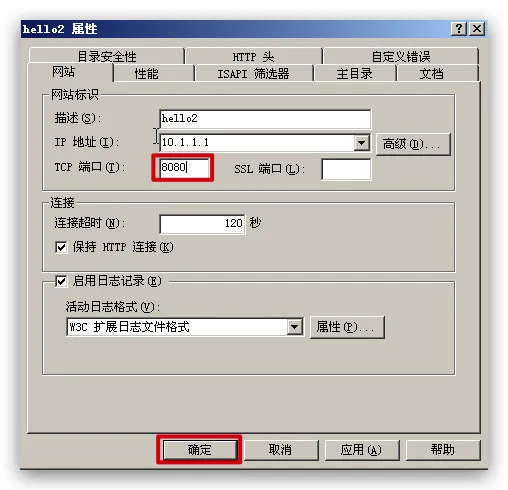 hello2 属性
目录安全性 HTTP 头 自定义错误
网站 性能 ISAPI 筛选器 主目录 文档
网站标识
描述(S): hello2
IP 地址(I): 10.1.1.1 高级(D)...
TCP 端口(T): 8080 SSL 端口(L):
连接
连接超时(N): 120 秒
保持 HTTP 连接(K)
启用日志记录(E)
活动日志格式(V):
W3C 扩展日志文件格式 属性(P)...
确定 取消 应用(A) 帮助